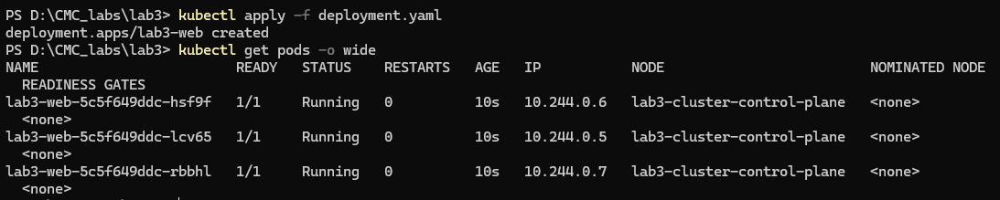 PS D:\CMC_labs\lab3> kubectl apply -f deployment.yaml
deployment.apps/lab3-web created
PS D:\CMC_labs\lab3> kubectl get pods -o wide
NAME                        READY   STATUS    RESTARTS   AGE   IP           NODE                         NOMINATED NODE
  READINESS GATES
lab3-web-5c5f649ddc-hsf9f   1/1     Running   0          10s   10.244.0.6   lab3-cluster-control-plane   <none>
  <none>
lab3-web-5c5f649ddc-lcv65   1/1     Running   0          10s   10.244.0.5   lab3-cluster-control-plane   <none>
  <none>
lab3-web-5c5f649ddc-rbbhl   1/1     Running   0          10s   10.244.0.7   lab3-cluster-control-plane   <none>
  <none>